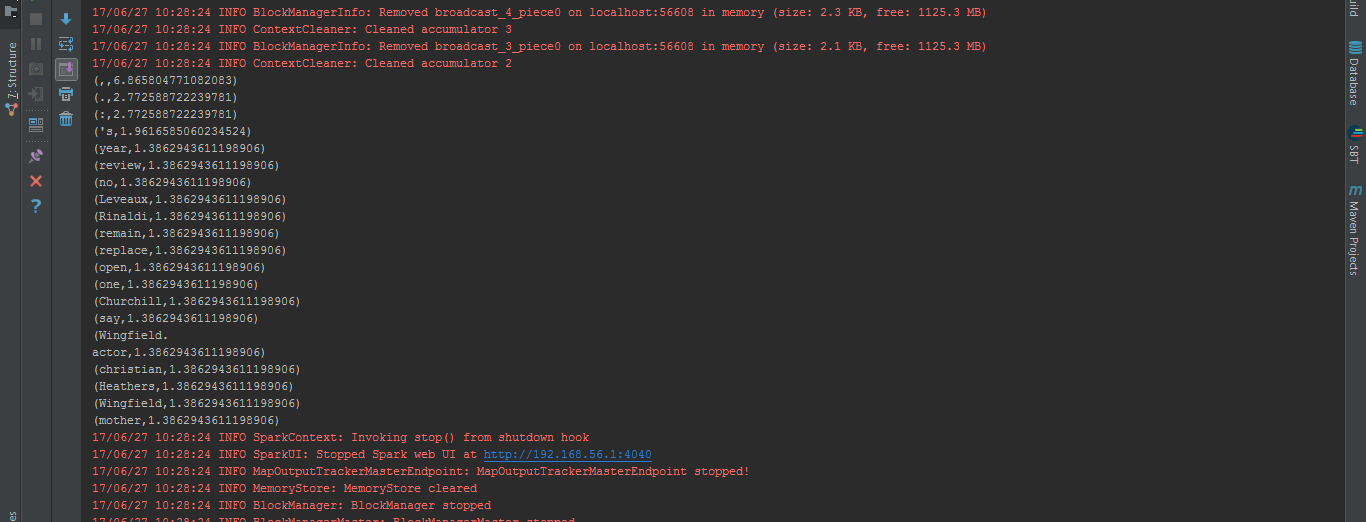 17/06/27 10:28:24 INFO BlockManagerInfo: Removed broadcast_4_piece0 on localhost:56608 in memory (size: 2.3 KB, free: 1125.3 MB)
17/06/27 10:28:24 INFO ContextCleaner: Cleaned accumulator 3
17/06/27 10:28:24 INFO BlockManagerInfo: Removed broadcast_3_piece0 on localhost:56608 in memory (size: 2.1 KB, free: 1125.3 MB)
17/06/27 10:28:24 INFO ContextCleaner: Cleaned accumulator 2
(,,6.865804771082083)
(.,2.772588722239781)
(:,2.772588722239781)
('s,1.9616585060234524)
(year,1.3862943611198906)
(review,1.3862943611198906)
(no,1.3862943611198906)
(Leveaux,1.3862943611198906)
(Rinaldi,1.3862943611198906)
(remain,1.3862943611198906)
(replace,1.3862943611198906)
(open,1.3862943611198906)
(one,1.3862943611198906)
(Churchill,1.3862943611198906)
(say,1.3862943611198906)
(Wingfield.
actor,1.3862943611198906)
(christian,1.3862943611198906)
(Heathers,1.3862943611198906)
(Wingfield,1.3862943611198906)
(mother,1.3862943611198906)
17/06/27 10:28:24 INFO SparkContext: Invoking stop() from shutdown hook
17/06/27 10:28:24 INFO SparkUI: Stopped Spark web UI at http://192.168.56.1:4040
17/06/27 10:28:24 INFO MapOutputTrackerMasterEndpoint: MapOutputTrackerMasterEndpoint stopped!
17/06/27 10:28:24 INFO MemoryStore: MemoryStore cleared
17/06/27 10:28:24 INFO BlockManager: BlockManager stopped
17/06/27 10:28:24 INFO BlockManagerMaster: BlockManagerMaster stopped
Z: Structure
Database
SBT
m
Maven Projects
?